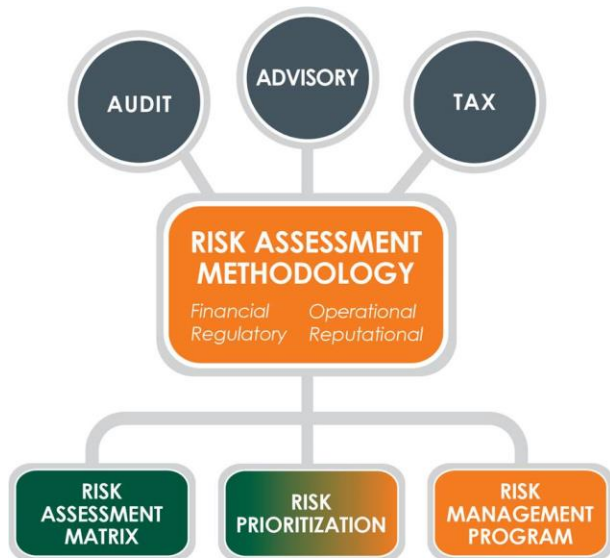 AUDIT
ADVISORY
TAX
RISK ASSESSMENT
METHODOLOGY
Financial Operational
Regulatory Reputational
RISK
ASSESSMENT
MATRIX
RISK
PRIORITIZATION
RISK
MANAGEMENT
PROGRAM